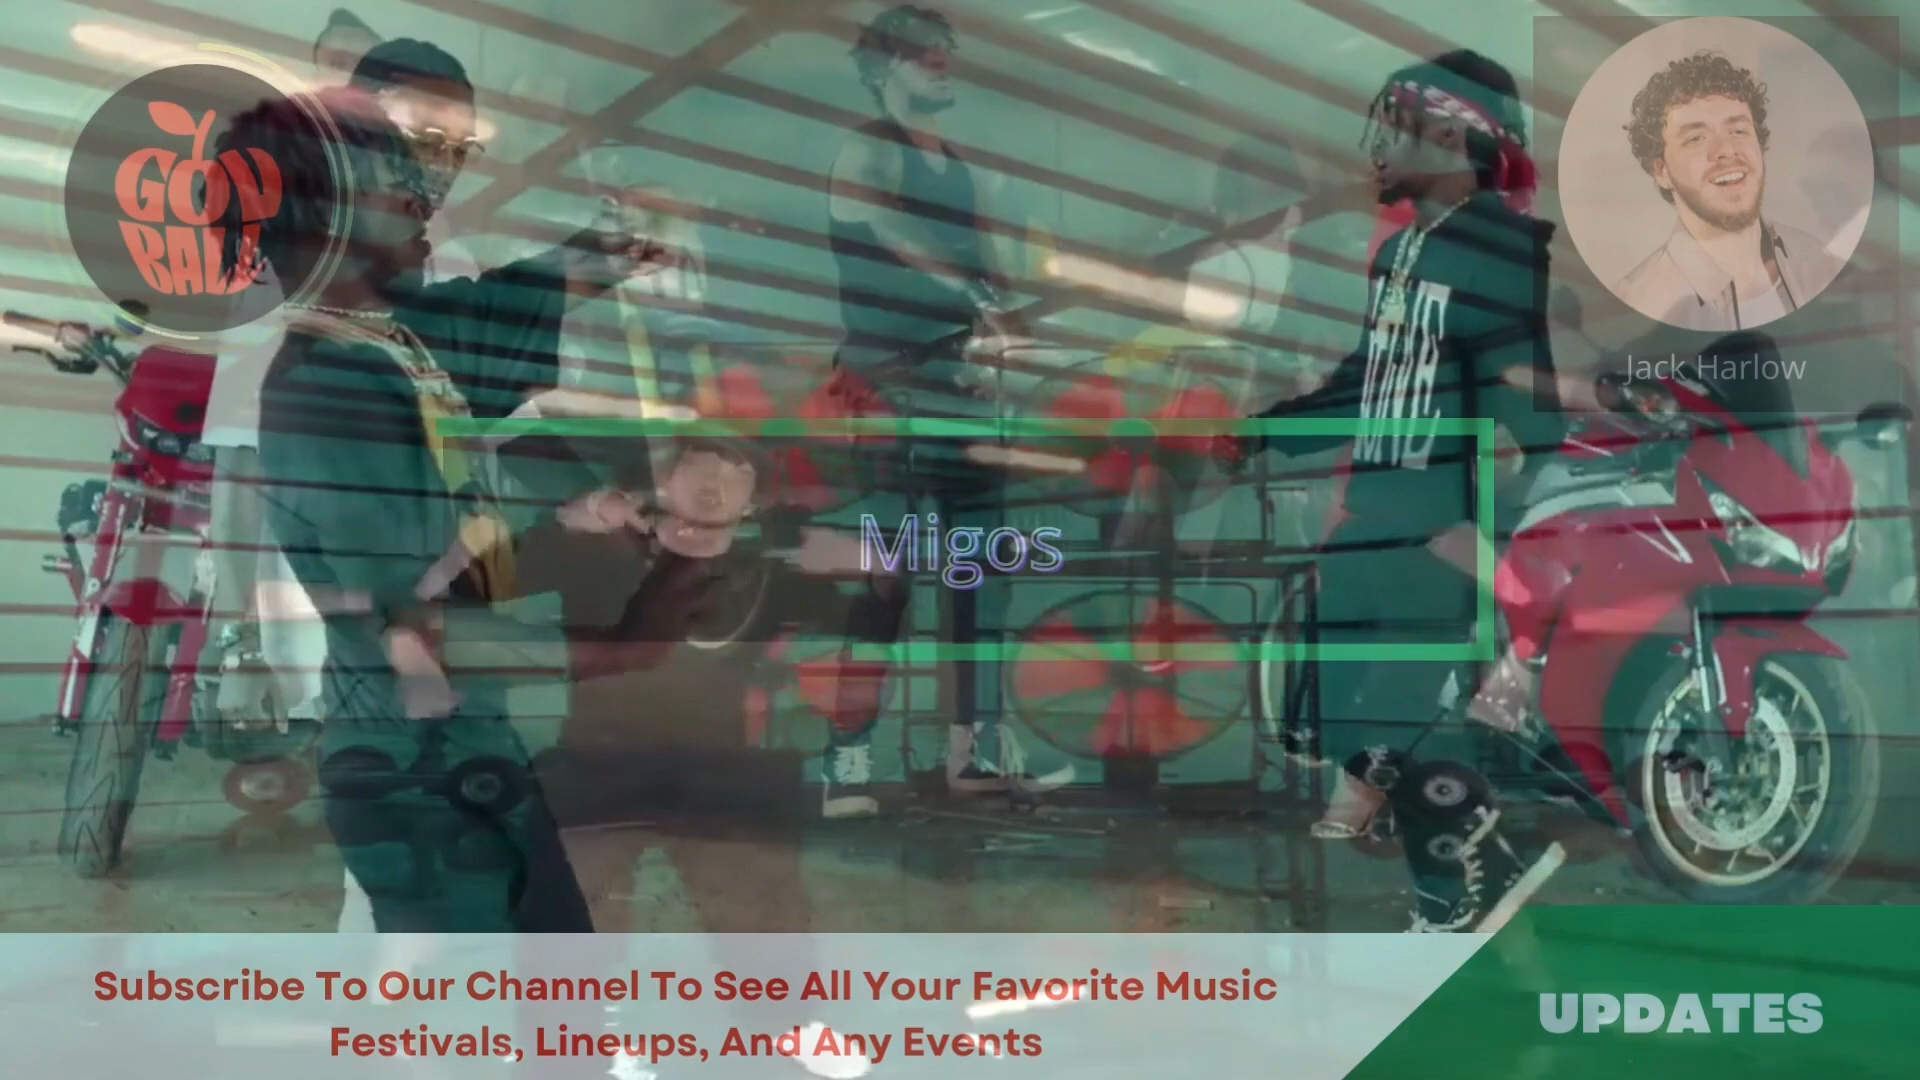 GOV
BALL
Jack Harlow
Migos
Subscribe To Our Channel To See All Your Favorite Music
Festivals, Lineups, And Any Events
UPDATES